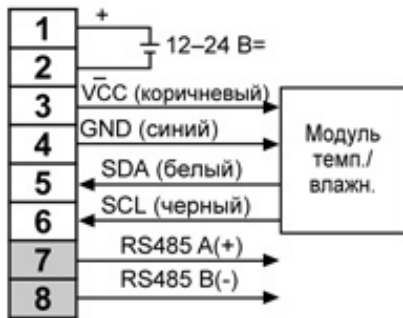 1
+
12–24 В=
2
–
3
VCC (коричневый)
4
GND (синий)
Модуль
темп./
влажн.
5
SDA (белый)
6
SCL (черный)
7
RS485 A(+)
8
RS485 B(-)